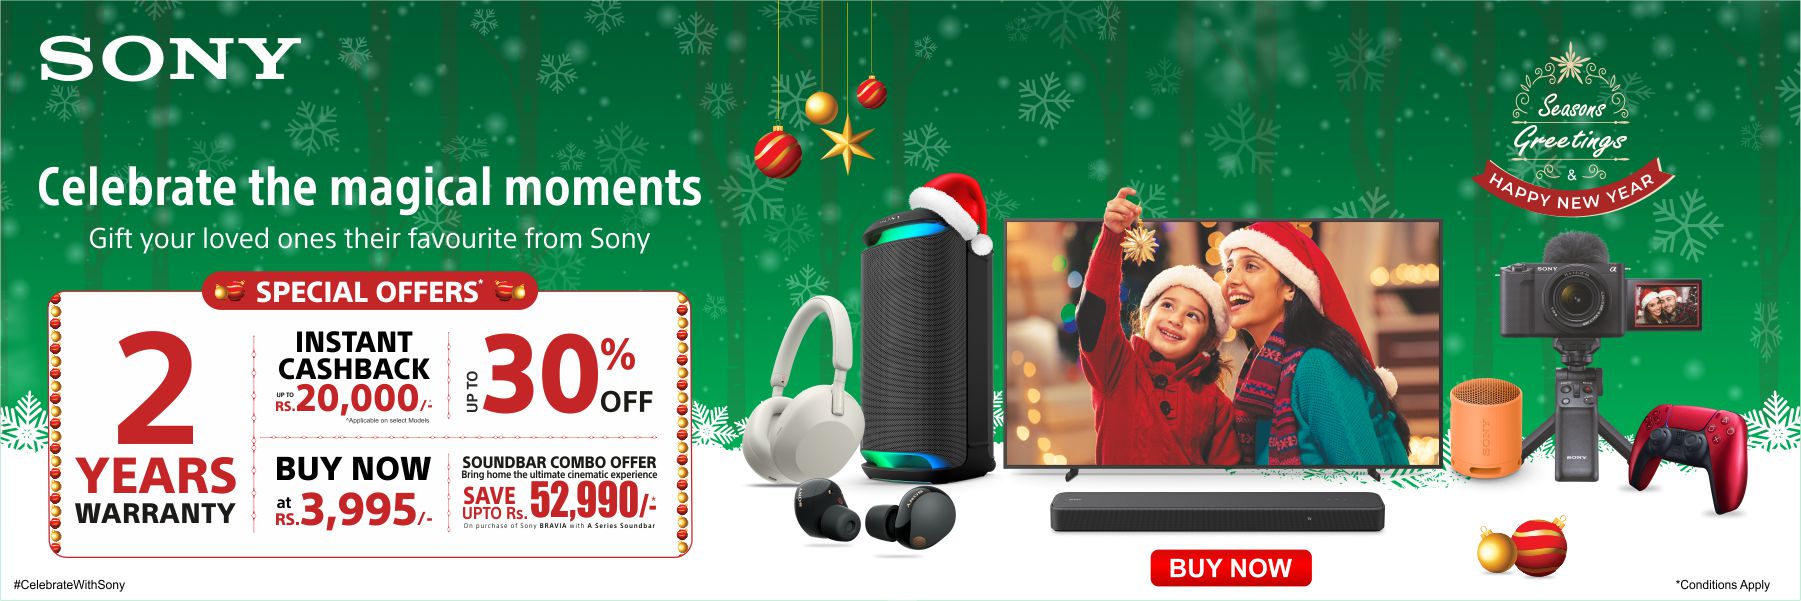 SONY
Celebrate the magical moments
Gift your loved ones their favourite from Sony
SPECIAL OFFERS*
2
YEARS
WARRANTY
INSTANT
CASHBACK
UP TO
RS.20,000/-
*Applicable on select Models
UP TO
30%
OFF
BUY NOW
at
RS.3,995/-
SOUNDBAR COMBO OFFER
Bring home the ultimate cinematic experience
SAVE
UPTO Rs. 52,990/-*
On purchase of Sony BRAVIA with A Series Soundbar
#CelebrateWithSony
Seasons
Greetings
&
HAPPY NEW YEAR
SONY α
SONY
SONY
SONY
BUY NOW
*Conditions Apply